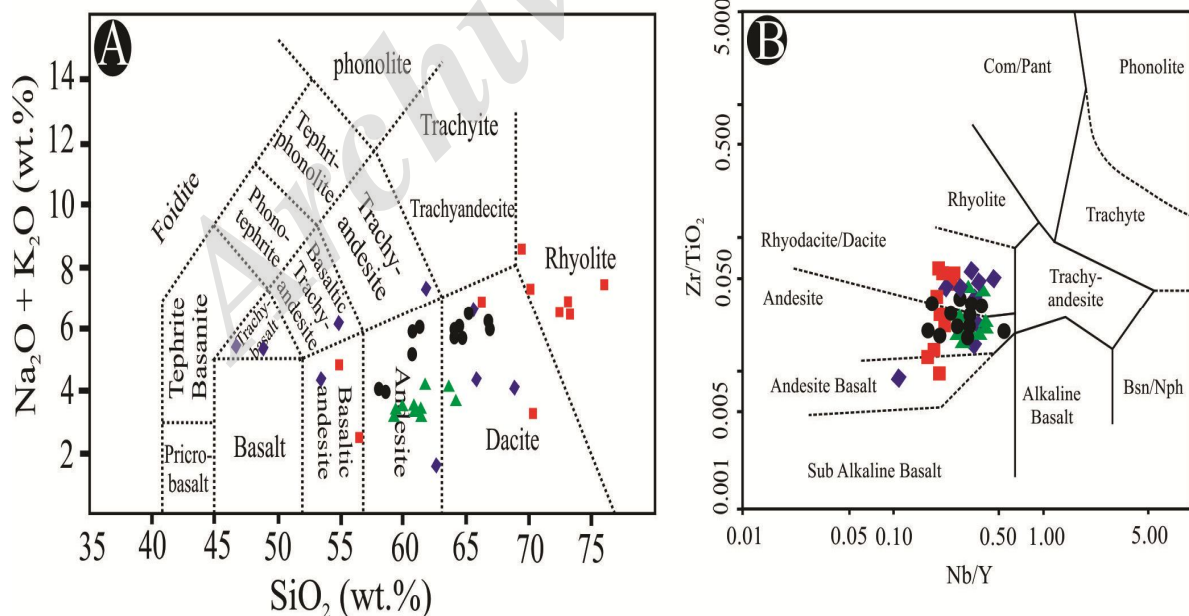 A
Na₂O + K₂O (wt.%)
14
12
10
8
6
4
2
35
40
45
50
55
60
65
70
75
SiO₂ (wt.%)
Foidite
phonolite
Tephri-
phonolite
Phono-
tephrite
Trachy-
basalt
Basaltic
Trachy-
andesite
Trachy-
andesite
Trachyite
Trachyandecite
Rhyolite
Tephrite
Basanite
Pricro-
basalt
Basalt
Basaltic
andesite
Andesite
Dacite
Archiv
B
Zr/TiO₂
5.000
0.500
0.050
0.005
0.001
0.01
0.05
0.10
0.50
1.00
5.00
Nb/Y
Com/Pant
Phonolite
Rhyolite
Trachyte
Rhyodacite/Dacite
Andesite
Trachy-
andesite
Andesite Basalt
Alkaline
Basalt
Bsn/Nph
Sub Alkaline Basalt